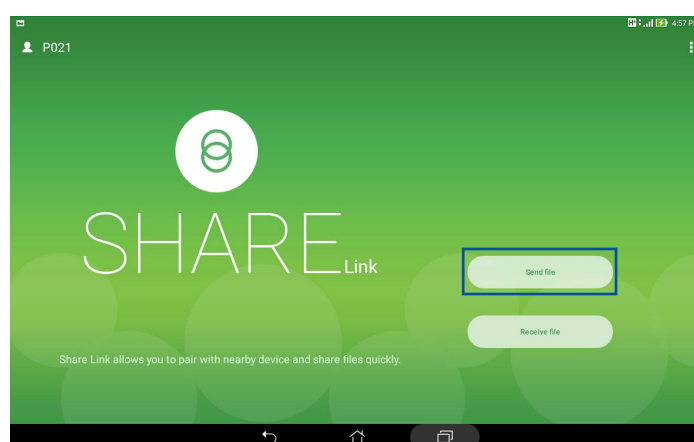 4:57 P
P021
SHARE Link
Send file
Receive file
Share Link allows you to pair with nearby device and share files quickly.